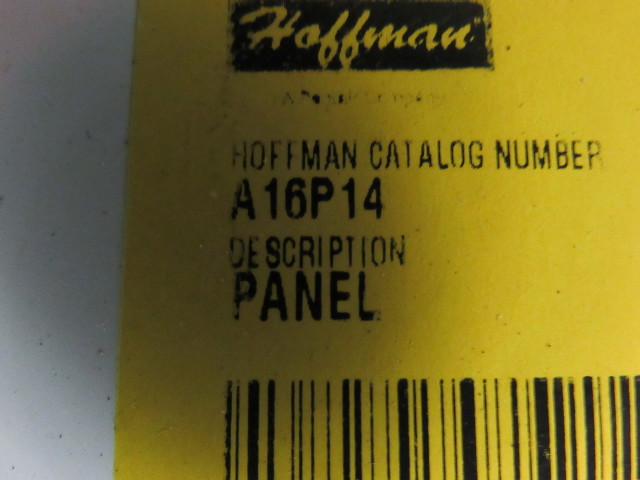 Hoffman
HOFFMAN CATALOG NUMBER
A16P14
DESCRIPTION
PANEL